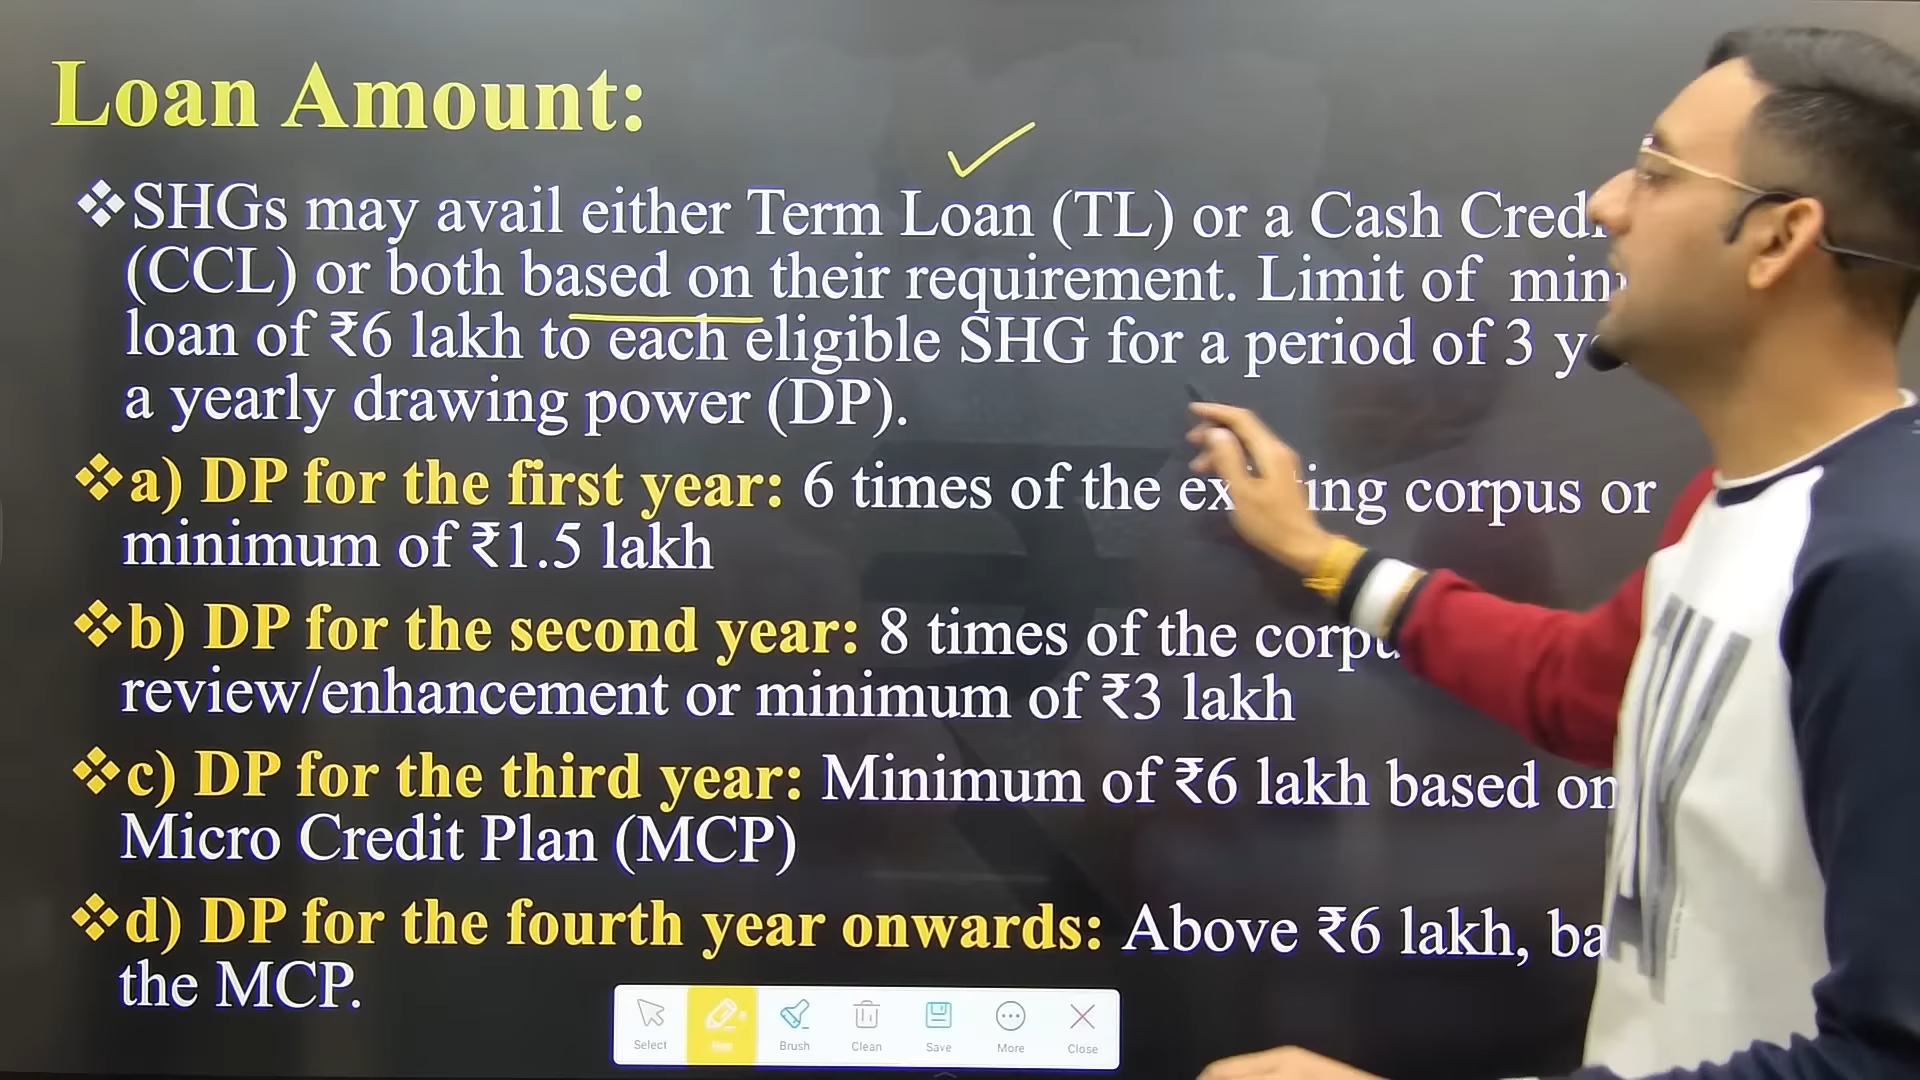 Loan Amount:
❖SHGs may avail either Term Loan (TL) or a Cash
(CCL) or both based on their requirement. Limit of
loan of ₹6 lakh to each eligible SHG for a period of 3
a yearly drawing power (DP).
❖a) DP for the first year: 6 times of the corpus or
minimum of ₹1.5 lakh
❖b) DP for the second year: 8 times of the
review/enhancement or minimum of ₹3 lakh
❖c) DP for the third year: Minimum of ₹6 lakh based on
Micro Credit Plan (MCP)
❖d) DP for the fourth year onwards: Above ₹6 lakh,
the MCP.
Select Brush Clean Save More Close